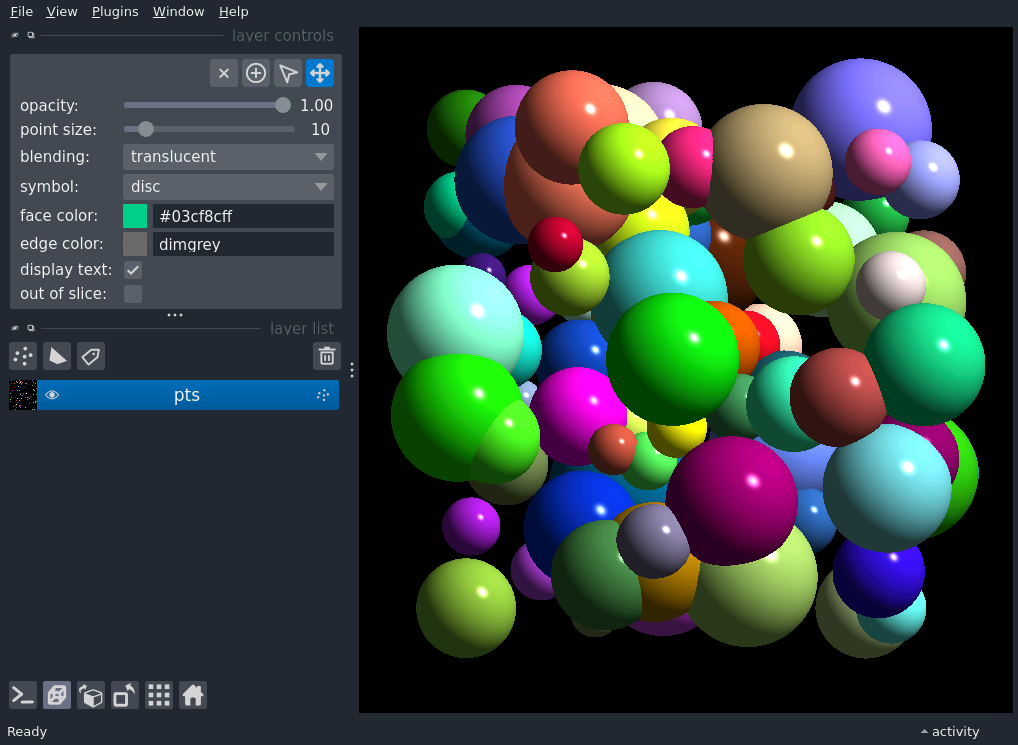 File View Plugins Window Help
layer controls
opacity: 1.00
point size: 10
blending: translucent
symbol: disc
face color: #03cf8cff
edge color: dimgrey
display text:
out of slice:
layer list
pts
Ready
activity